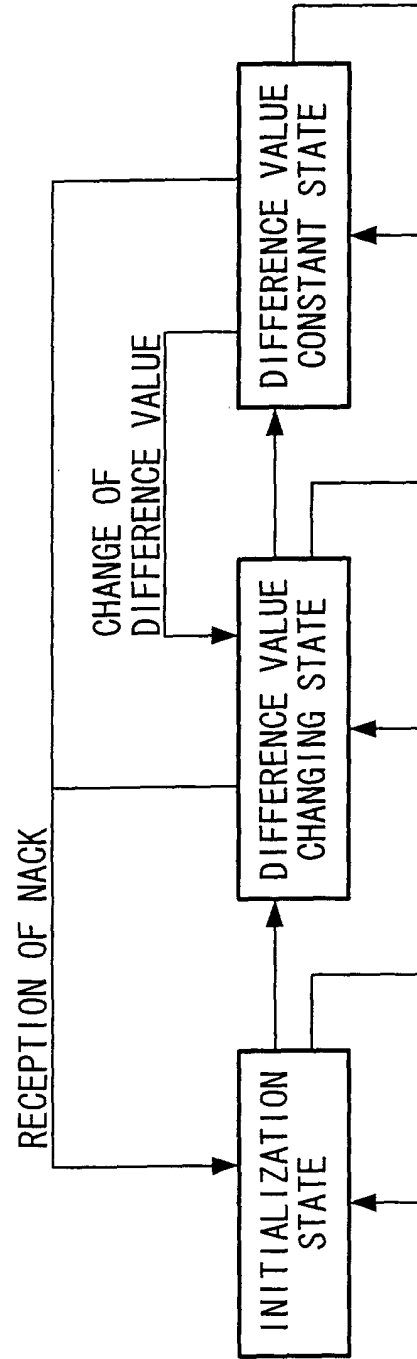 RECEPTION OF NACK
CHANGE OF
DIFFERENCE VALUE
INITIALIZATION
STATE
DIFFERENCE VALUE
CHANGING STATE
DIFFERENCE VALUE
CONSTANT STATE